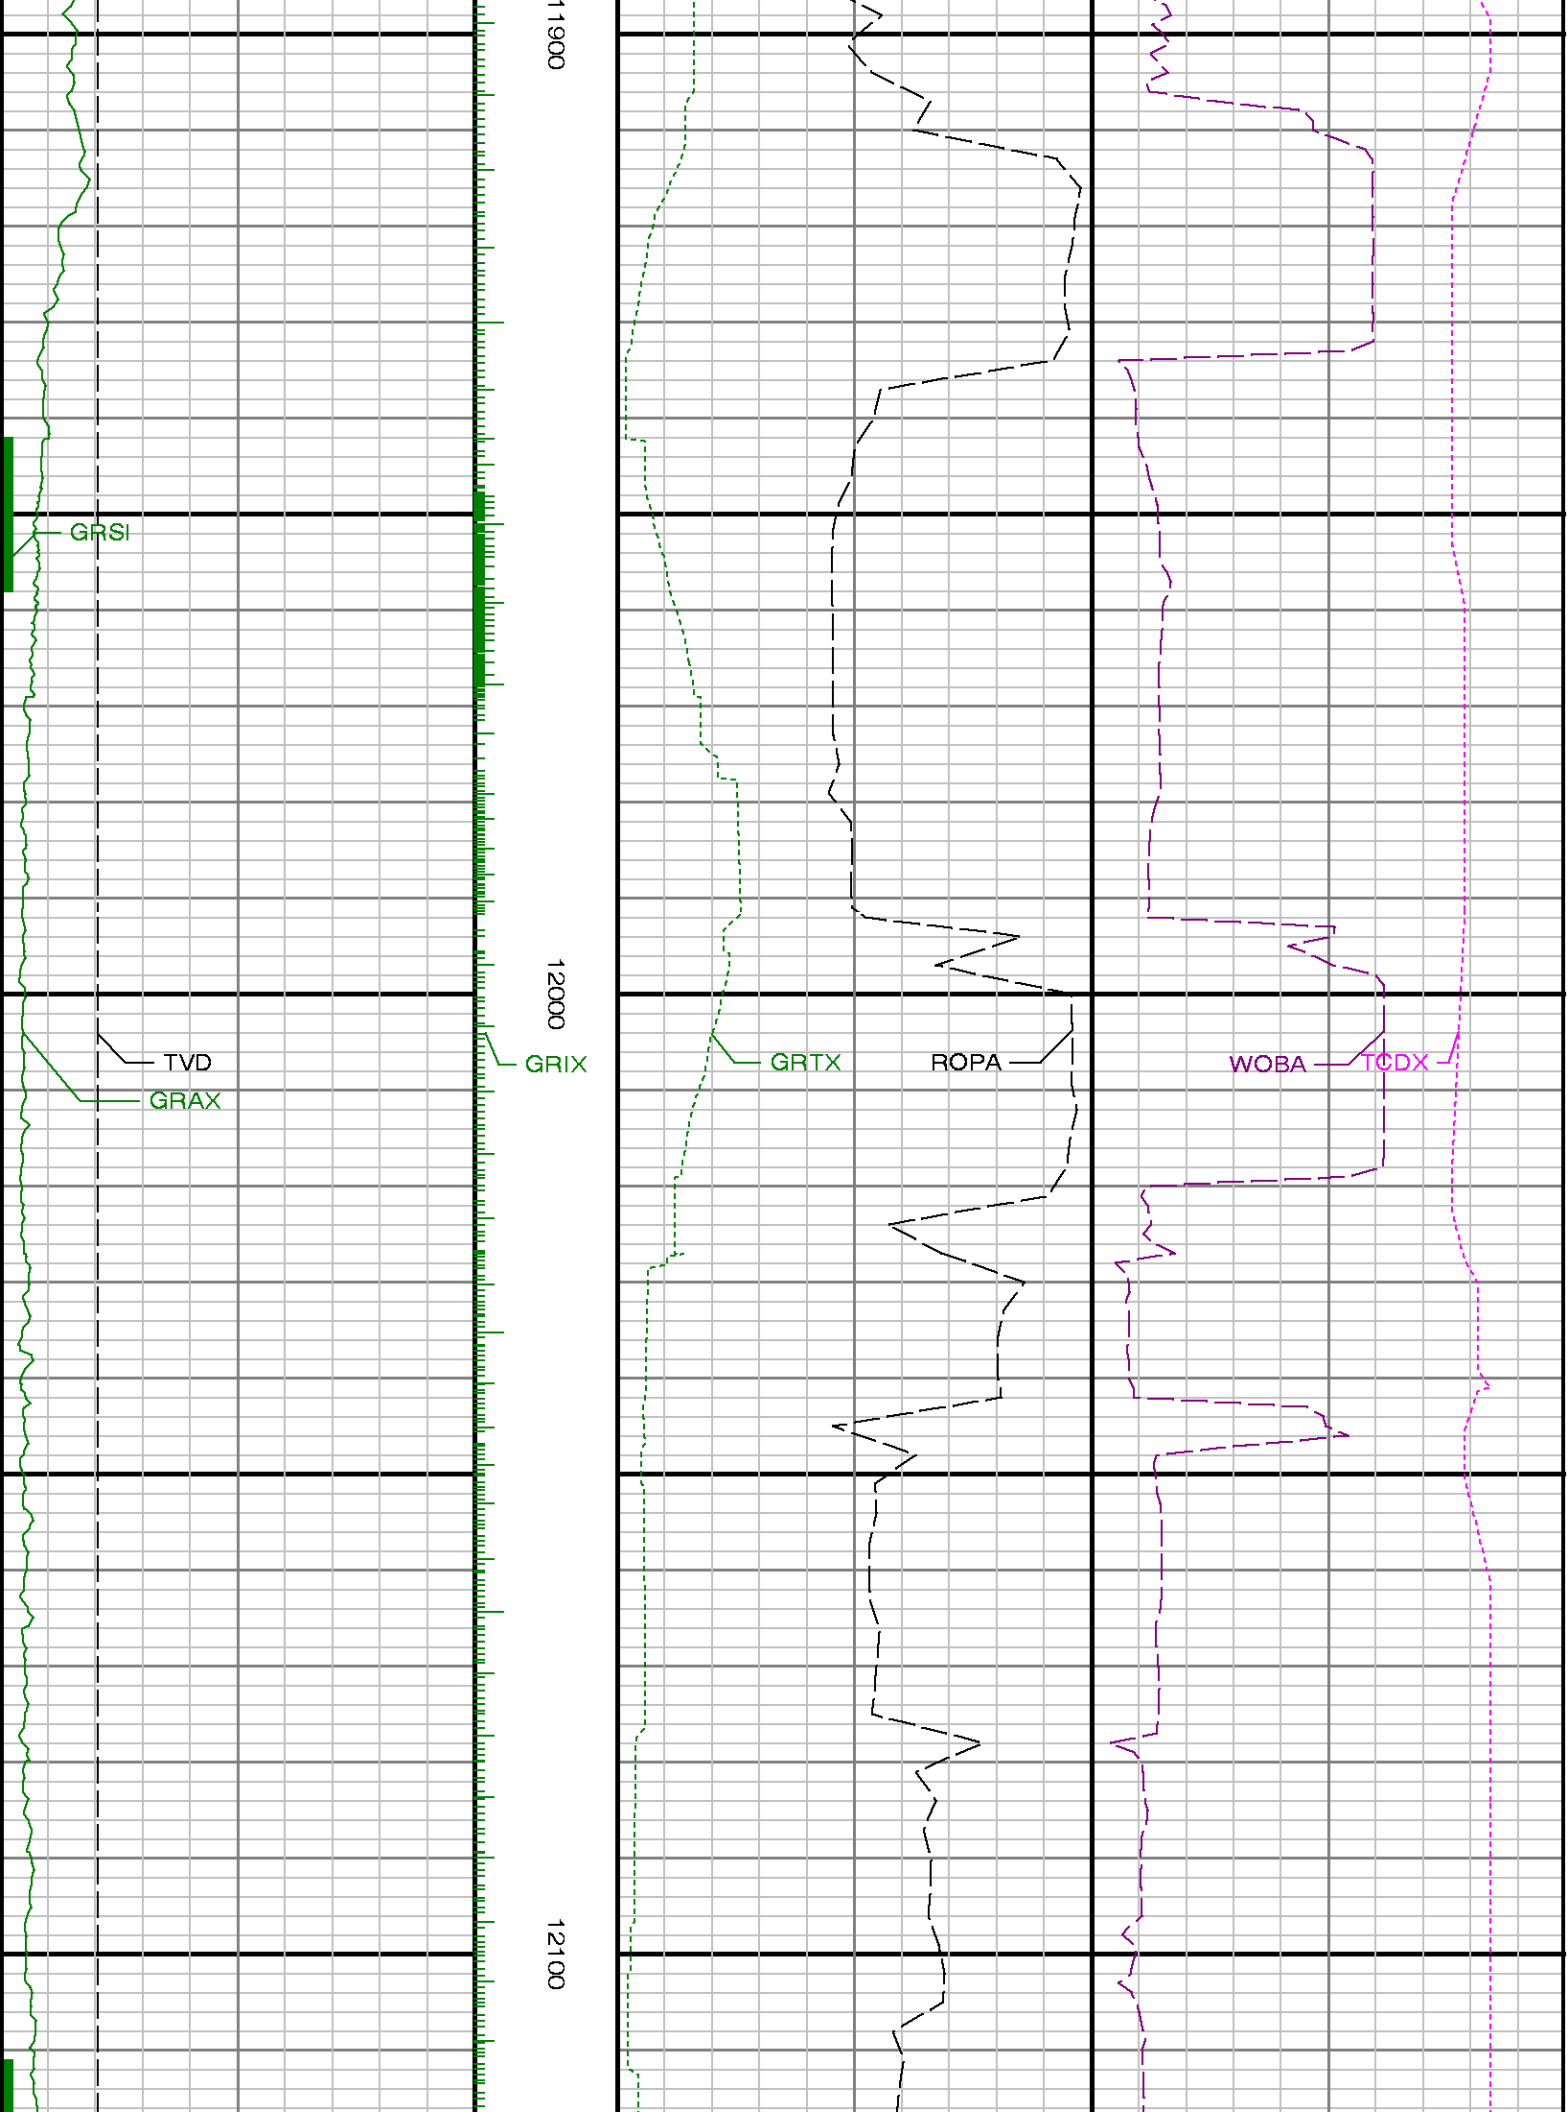 11900
GRSI
12000
TVD
GRIX
GRTX
ROPA
WOBA
TCDX
GRAX
12100